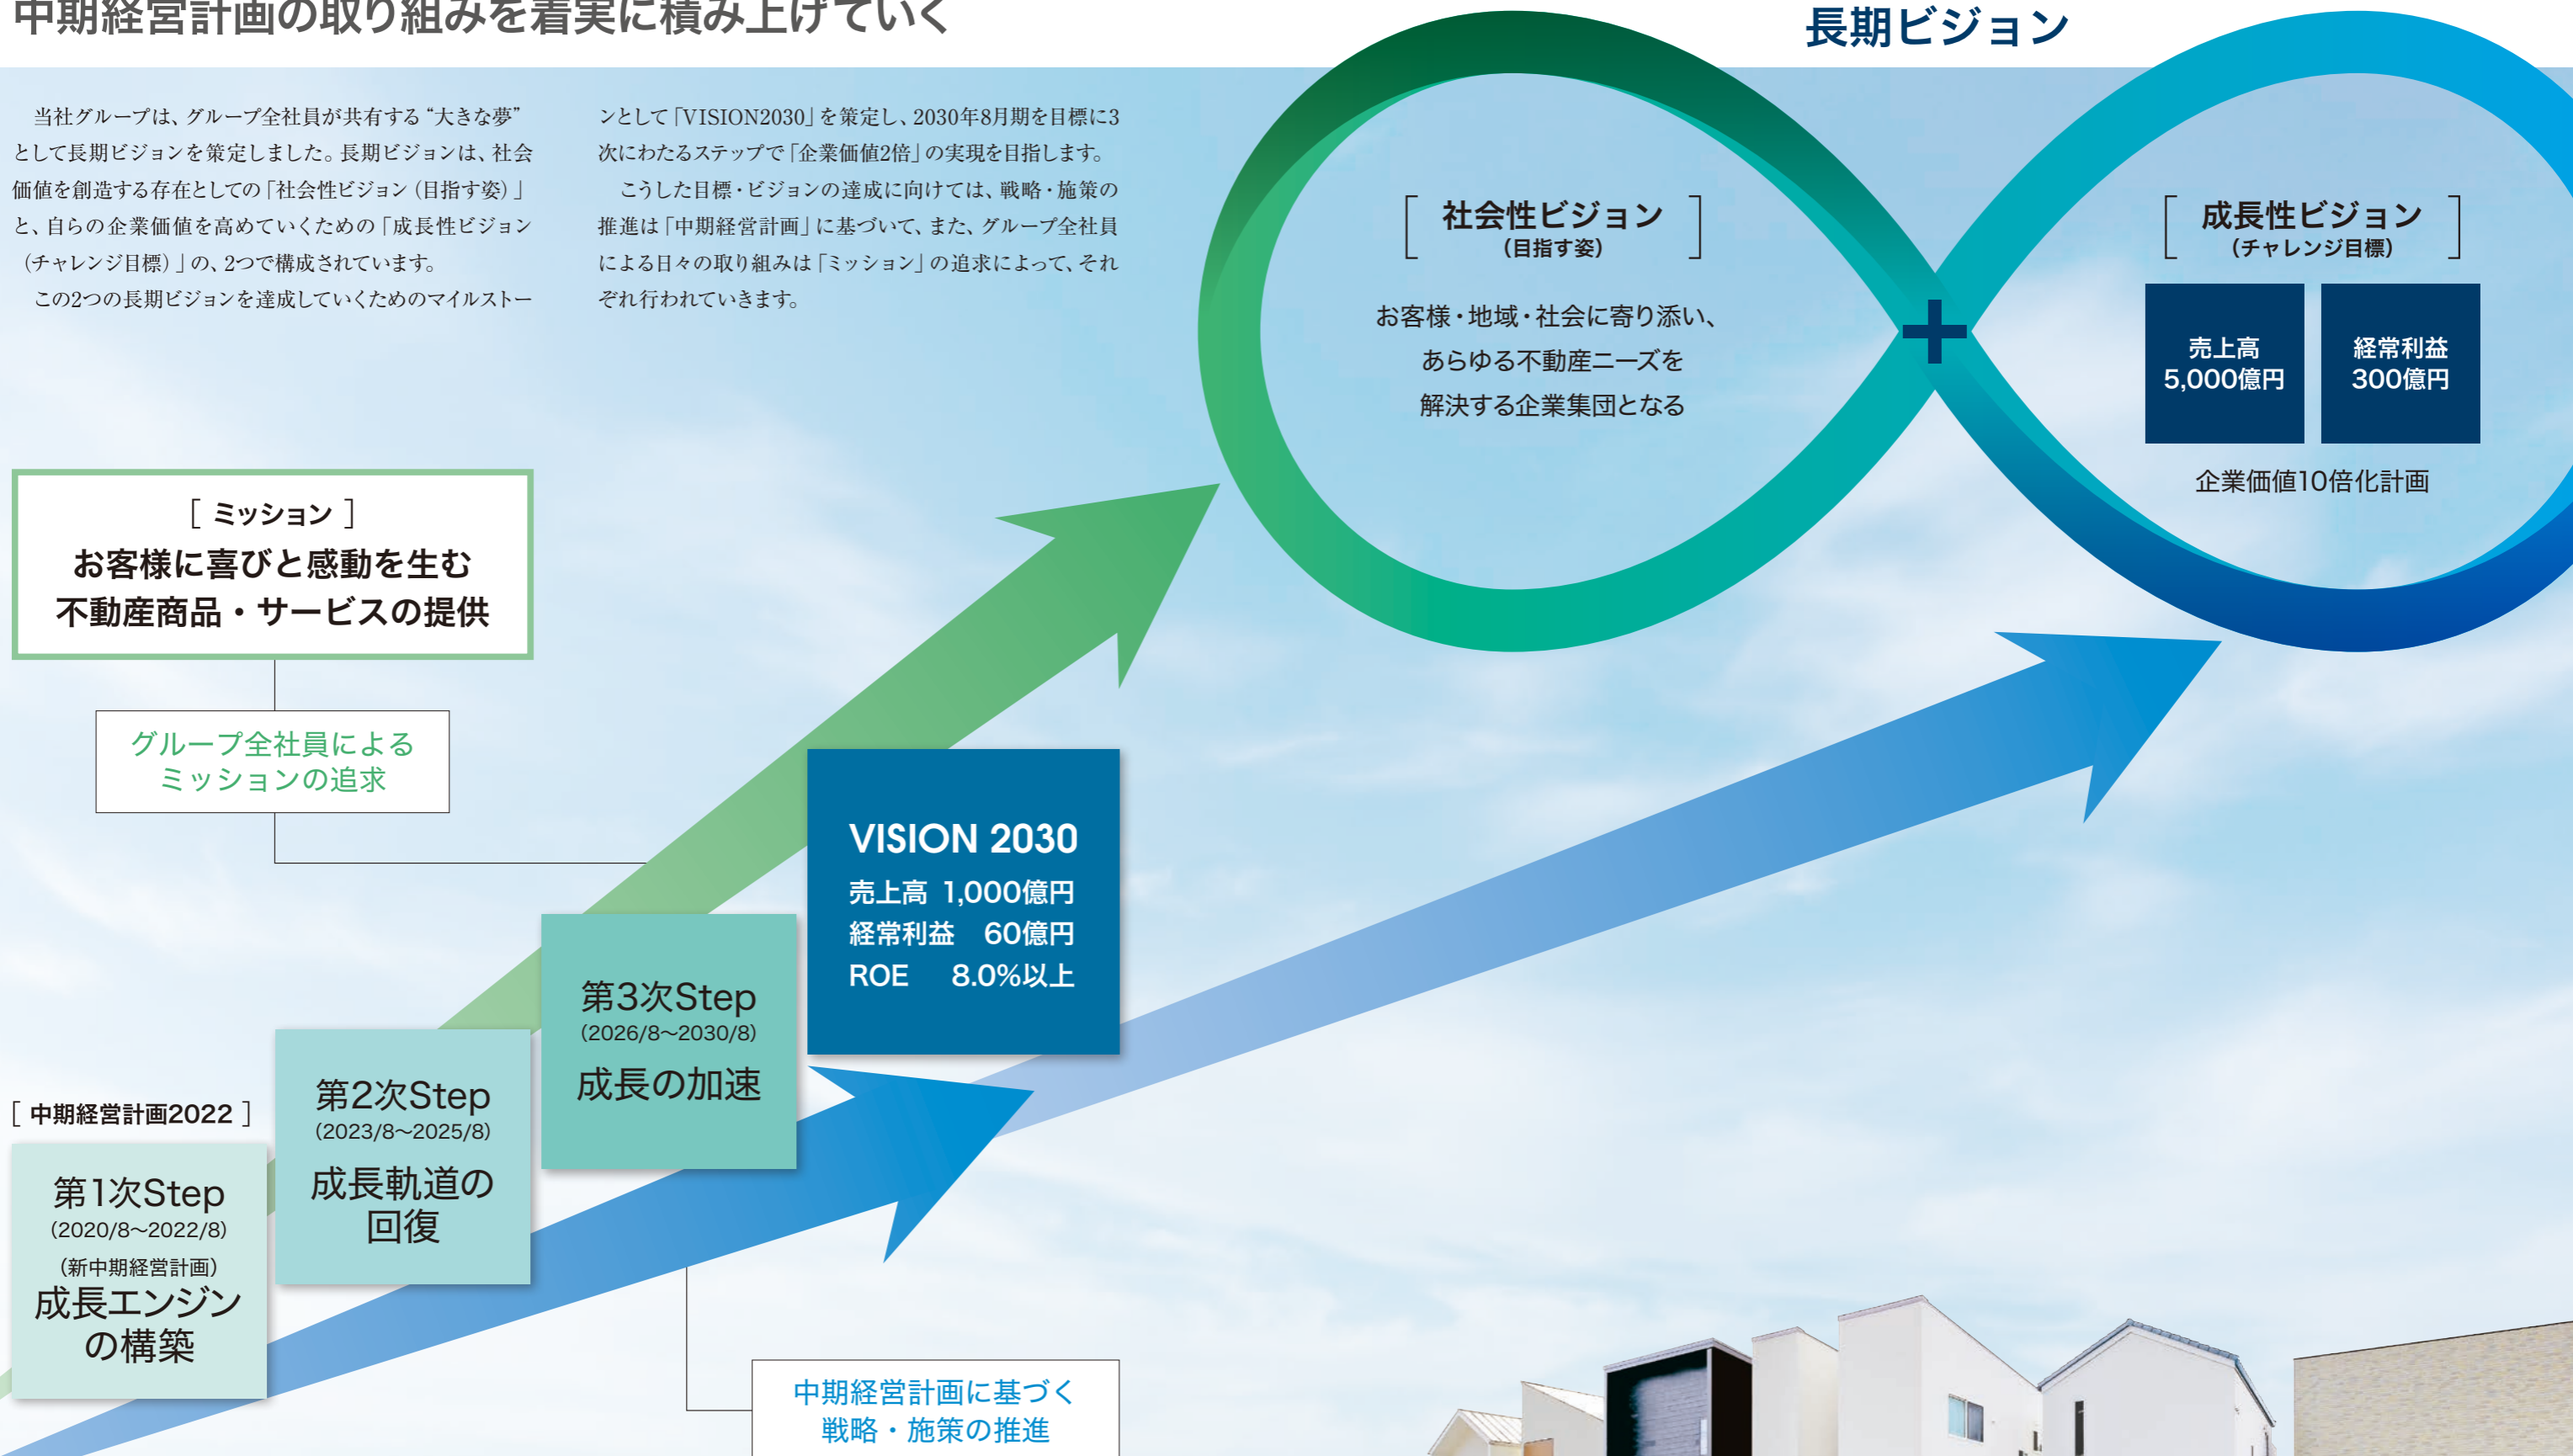 中期経営計画の取り組みを着実に積み上げていく
当社グループは、グループ全社員が共有する“大きな夢”
として長期ビジョンを策定しました。長期ビジョンは、社会
価値を創造する存在としての「社会性ビジョン（目指す姿）」
と、自らの企業価値を高めていくための「成長性ビジョン
（チャレンジ目標）」の、2つで構成されています。
この2つの長期ビジョンを達成していくためのマイルストー
ンとして「VISION2030」を策定し、2030年8月期を目標に3
次にわたるステップで「企業価値2倍」の実現を目指します。
こうした目標・ビジョンの達成に向けては、戦略・施策の
推進は「中期経営計画」に基づいて、また、グループ全社員
による日々の取り組みは「ミッション」の追求によって、それ
ぞれ行われていきます。
長期ビジョン
［ 社会性ビジョン ］
（目指す姿）
お客様・地域・社会に寄り添い、
あらゆる不動産ニーズを
解決する企業集団となる
+
［ 成長性ビジョン ］
（チャレンジ目標）
売上高
5,000億円
経常利益
300億円
企業価値10倍化計画
［ ミッション ］
お客様に喜びと感動を生む
不動産商品・サービスの提供
グループ全社員による
ミッションの追求
VISION 2030
売上高 1,000億円
経常利益 60億円
ROE 8.0%以上
第3次Step
（2026/8～2030/8）
成長の加速
第2次Step
（2023/8～2025/8）
成長軌道の
回復
［ 中期経営計画2022 ］
第1次Step
（2020/8～2022/8）
（新中期経営計画）
成長エンジン
の構築
中期経営計画に基づく
戦略・施策の推進